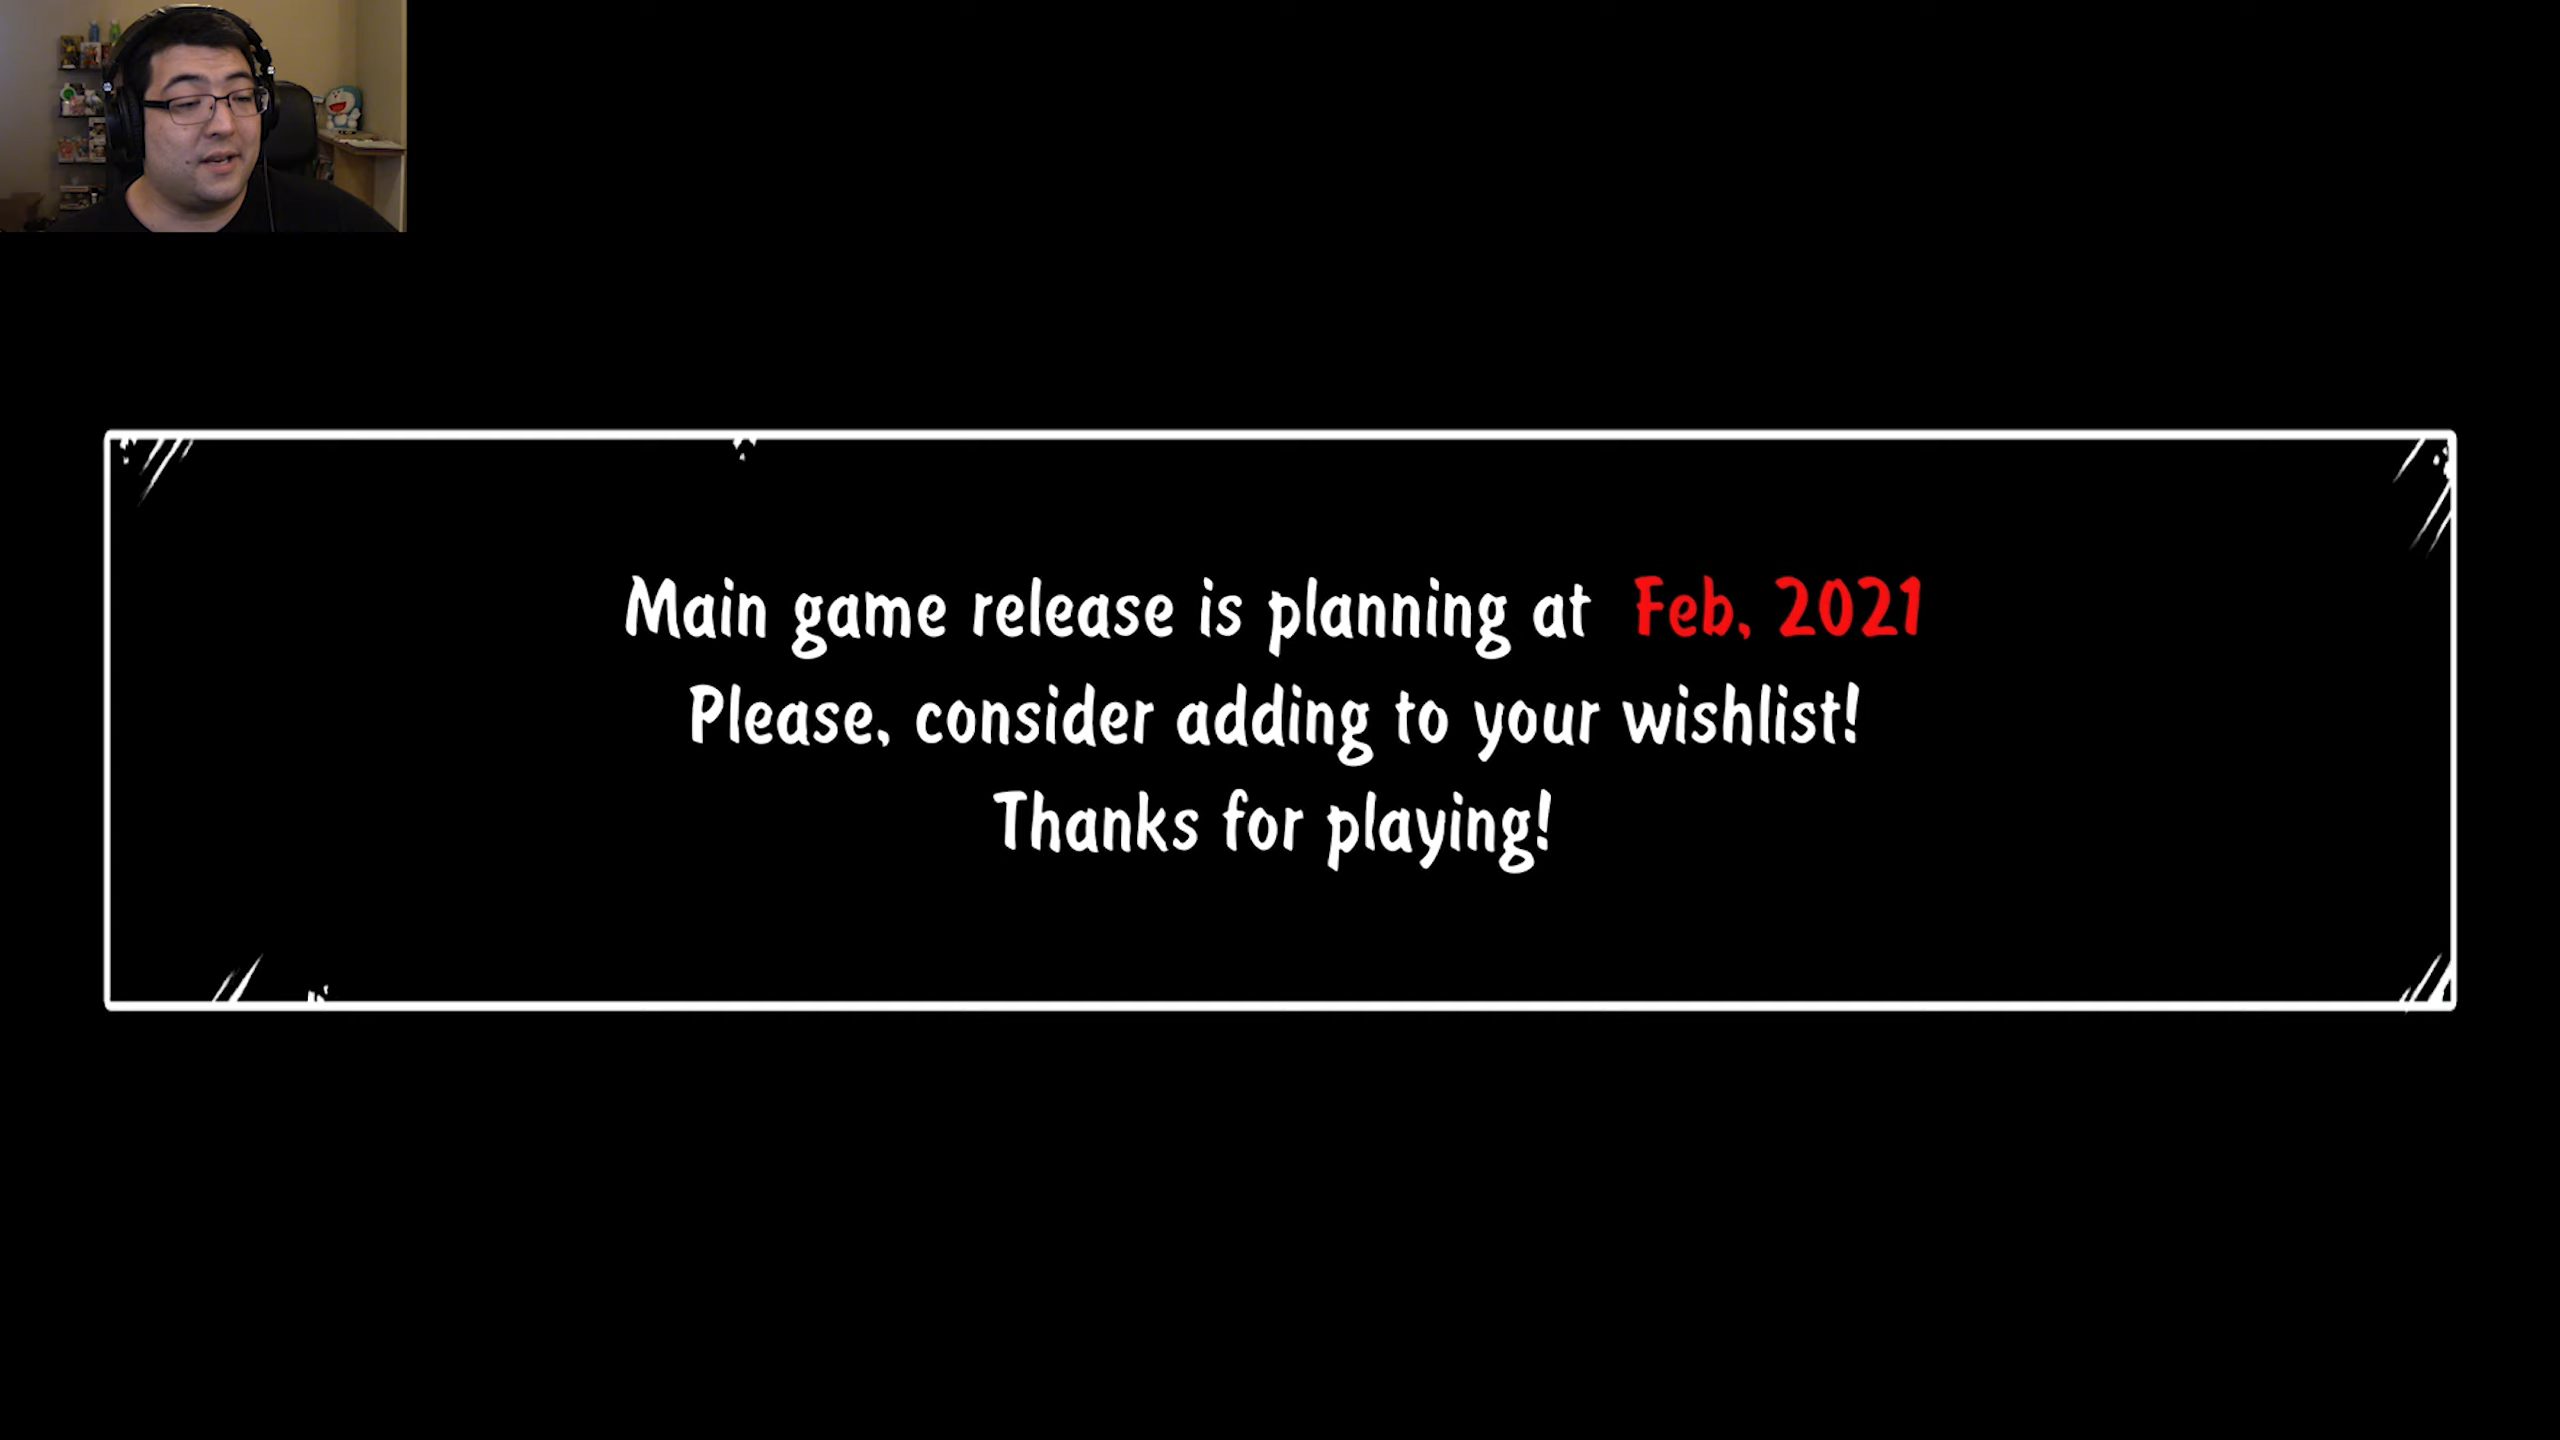 Main game release is planning at Feb, 2021
Please, consider adding to your wishlist!
Thanks for playing!